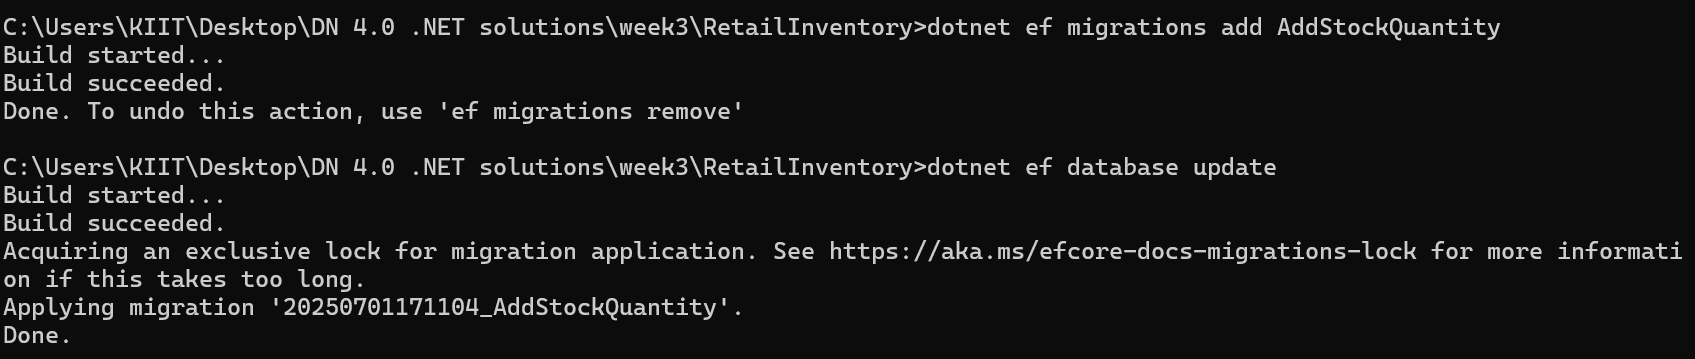 C:\Users\KIIT\Desktop\DN 4.0 .NET solutions\week3\RetailInventory>dotnet ef migrations add AddStockQuantity
Build started...
Build succeeded.
Done. To undo this action, use 'ef migrations remove'
C:\Users\KIIT\Desktop\DN 4.0 .NET solutions\week3\RetailInventory>dotnet ef database update
Build started...
Build succeeded.
Acquiring an exclusive lock for migration application. See https://aka.ms/efcore-docs-migrations-lock for more informati
on if this takes too long.
Applying migration '20250701171104_AddStockQuantity'.
Done.